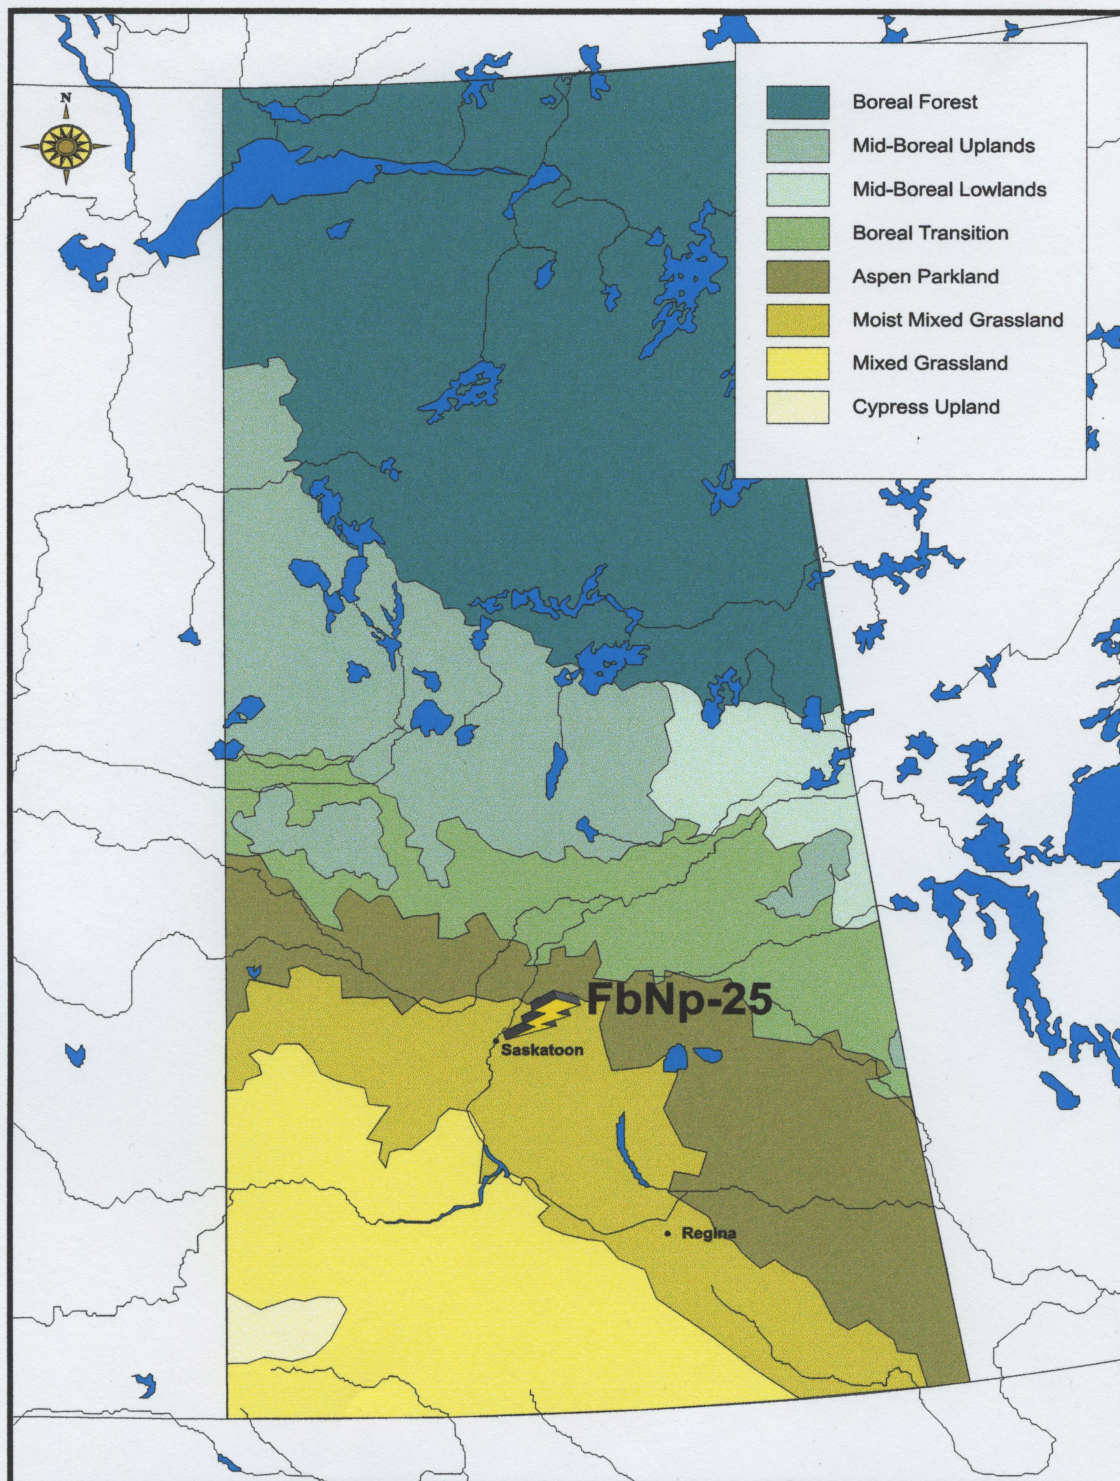 N
Boreal Forest
Mid-Boreal Uplands
Mid-Boreal Lowlands
Boreal Transition
Aspen Parkland
Moist Mixed Grassland
Mixed Grassland
Cypress Upland
FbNp-25
Saskatoon
Regina